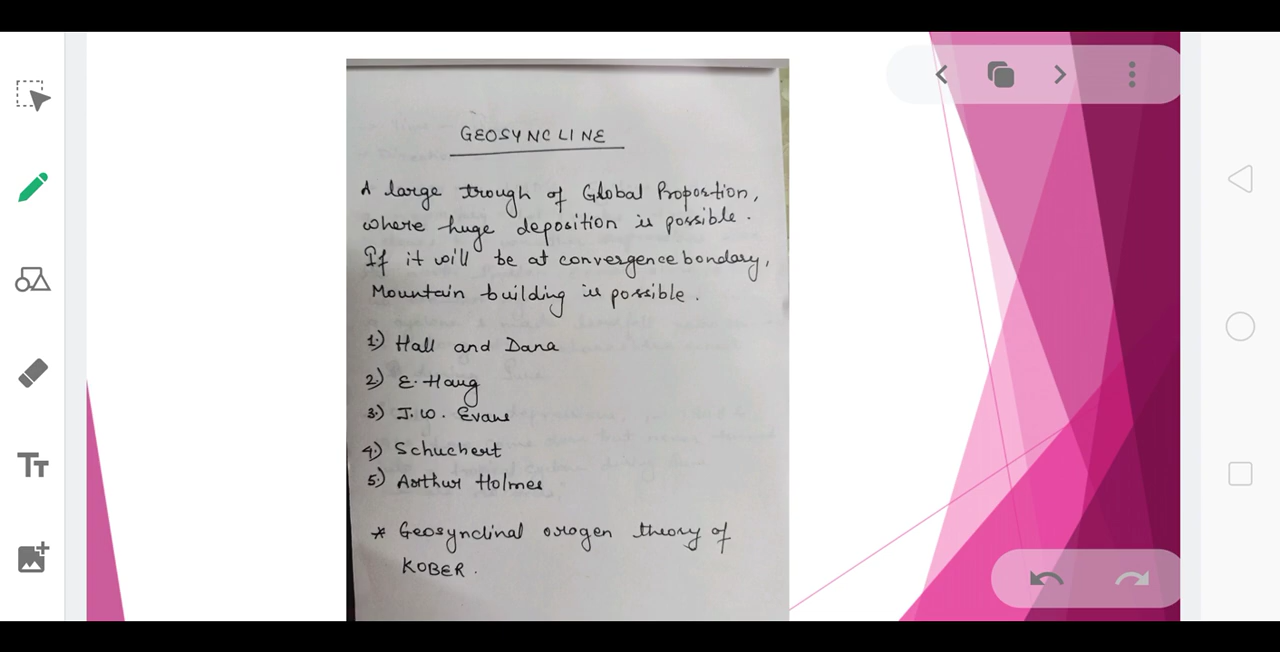 GEOSYNCLINE
A large trough of Global Proportion,
where huge deposition is possible.
If it will be at convergence bondary,
Mountain building is possible.
1.) Hall and Dana
2.) E. Haug
3.) J.W. Evans
4.) Schuchert
5.) Arthur Holmes
* Geosynclinal orogen theory of
KOBER.
TT